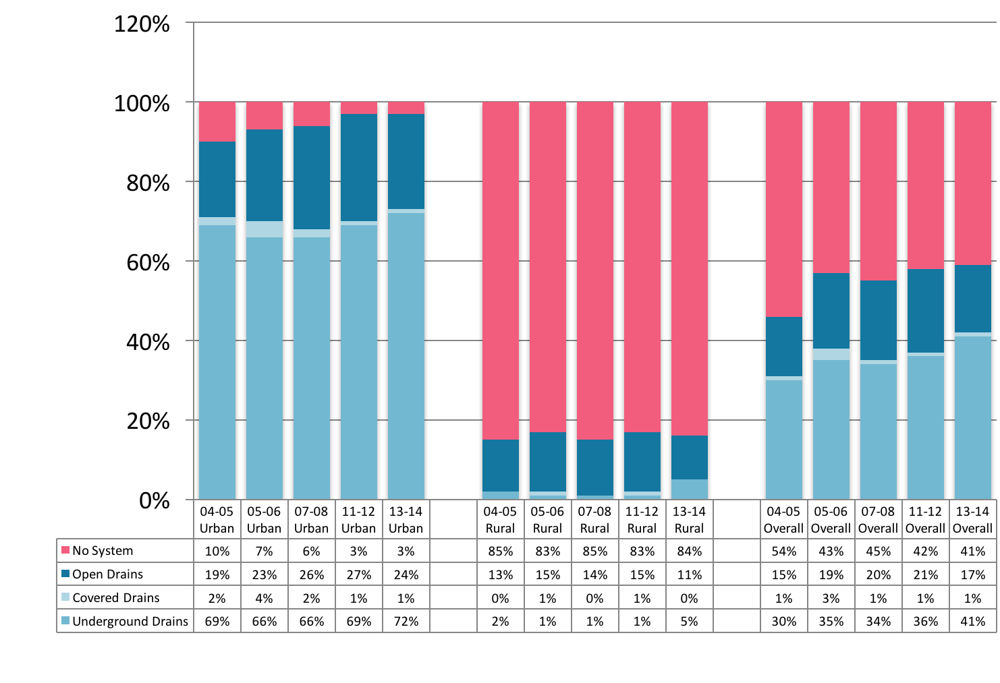 120%
100%
80%
60%
40%
20%
0%
04-05 05-06 07-08 11-12 13-14 04-05 05-06 07-08 11-12 13-14 04-05 05-06 07-08 11-12 13-14
Urban Urban Urban Urban Urban Rural Rural Rural Rural Rural Overall Overall Overall Overall Overall
No System 10% 7% 6% 3% 3% 85% 83% 85% 83% 84% 54% 43% 45% 42% 41%
Open Drains 19% 23% 26% 27% 24% 13% 15% 14% 15% 11% 15% 19% 20% 21% 17%
Covered Drains 2% 4% 2% 1% 1% 0% 1% 0% 1% 0% 1% 3% 1% 1% 1%
Underground Drains 69% 66% 66% 69% 72% 2% 1% 1% 1% 5% 30% 35% 34% 36% 41%